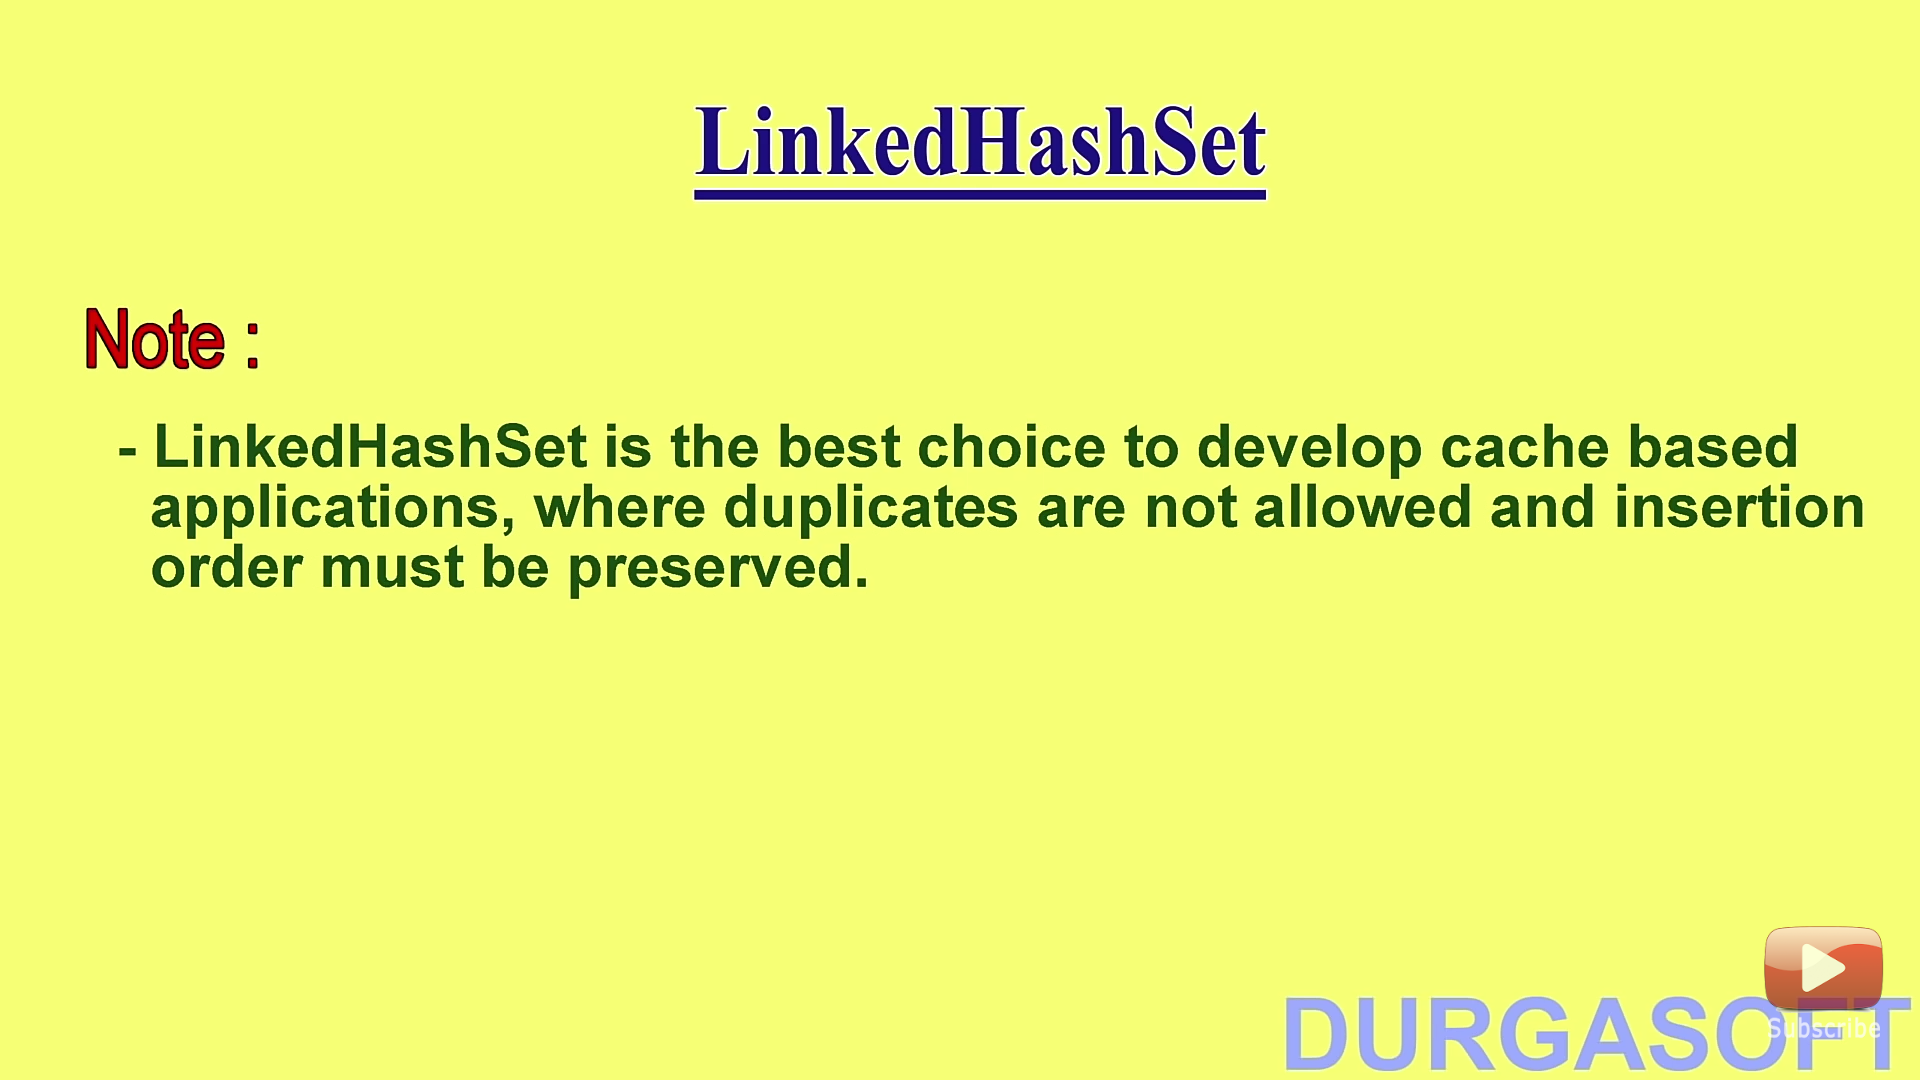 LinkedHashSet
Note :
- LinkedHashSet is the best choice to develop cache based
applications, where duplicates are not allowed and insertion
order must be preserved.
Subscribe
DURGASOFT